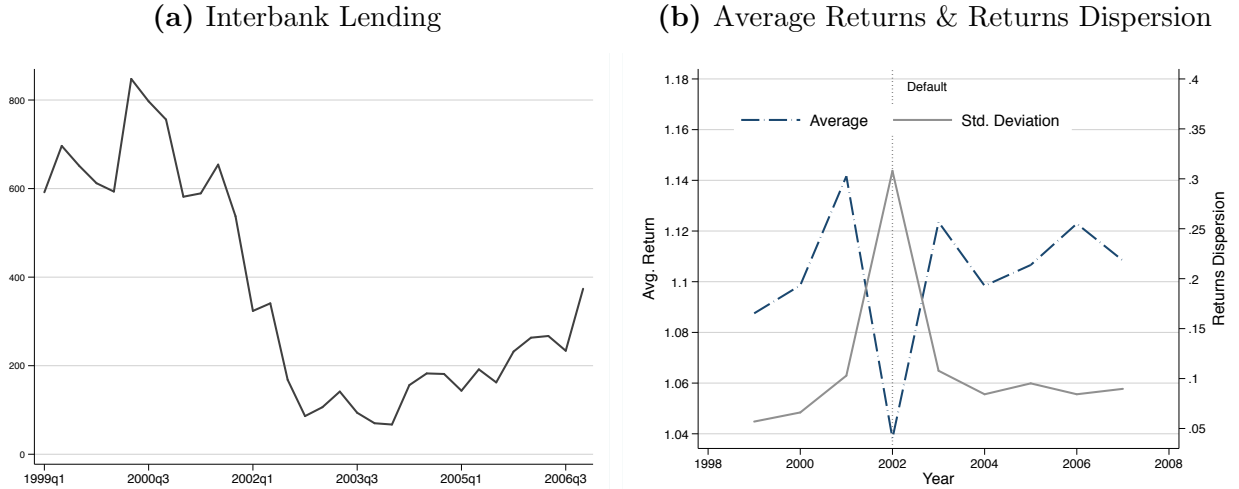 (a) Interbank Lending
800
600
400
200
0
1999q1 2000q3 2002q1 2003q3 2005q1 2006q3
(b) Average Returns & Returns Dispersion
Default
Average Std. Deviation
Avg. Return
1.18
1.16
1.14
1.12
1.1
1.08
1.06
1.04
.4
.35
.3
.25
.2
.15
.1
.05
Returns Dispersion
1998 2000 2002 2004 2006 2008
Year